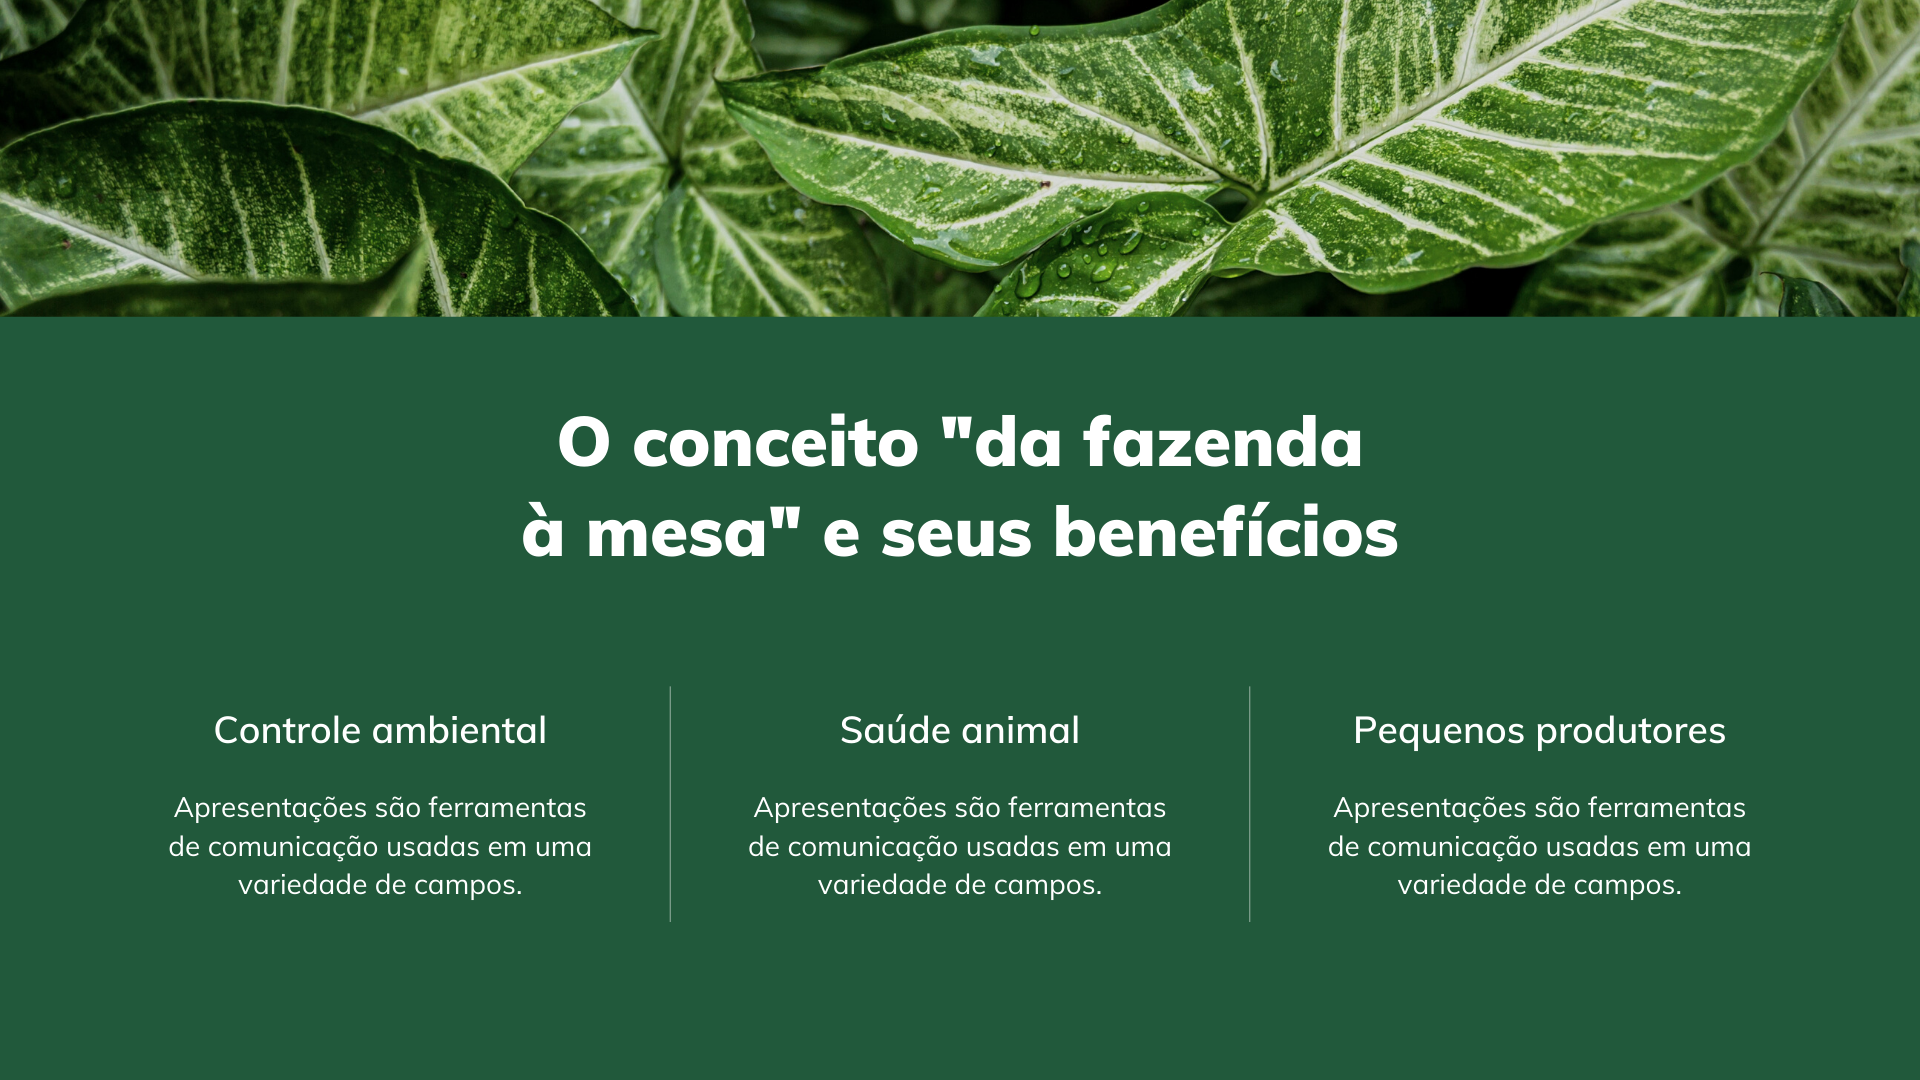 O conceito "da fazenda
à mesa" e seus benefícios
Controle ambiental
Apresentações são ferramentas
de comunicação usadas em uma
variedade de campos.
Saúde animal
Apresentações são ferramentas
de comunicação usadas em uma
variedade de campos.
Pequenos produtores
Apresentações são ferramentas
de comunicação usadas em uma
variedade de campos.